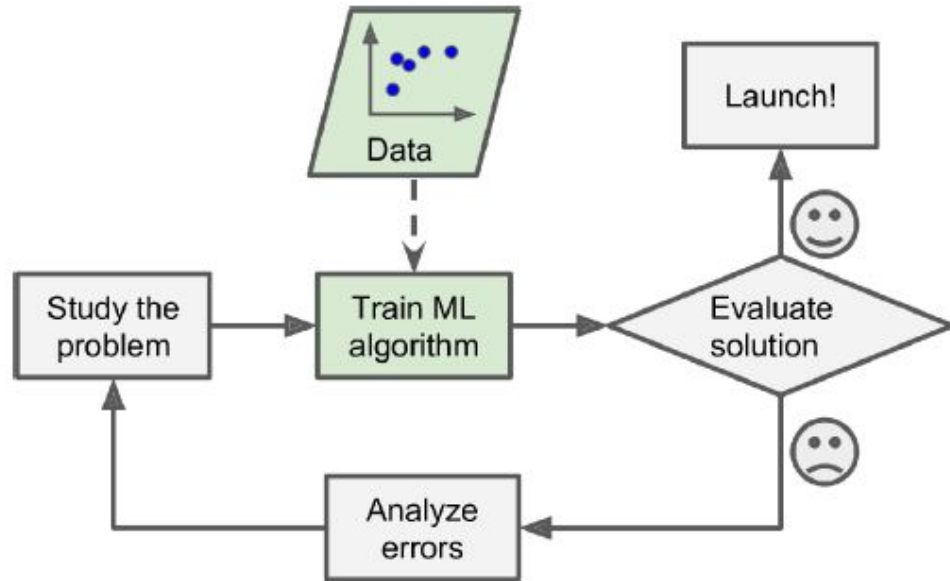 Data
Launch!
Study the
problem
Train ML
algorithm
Evaluate
solution
Analyze
errors